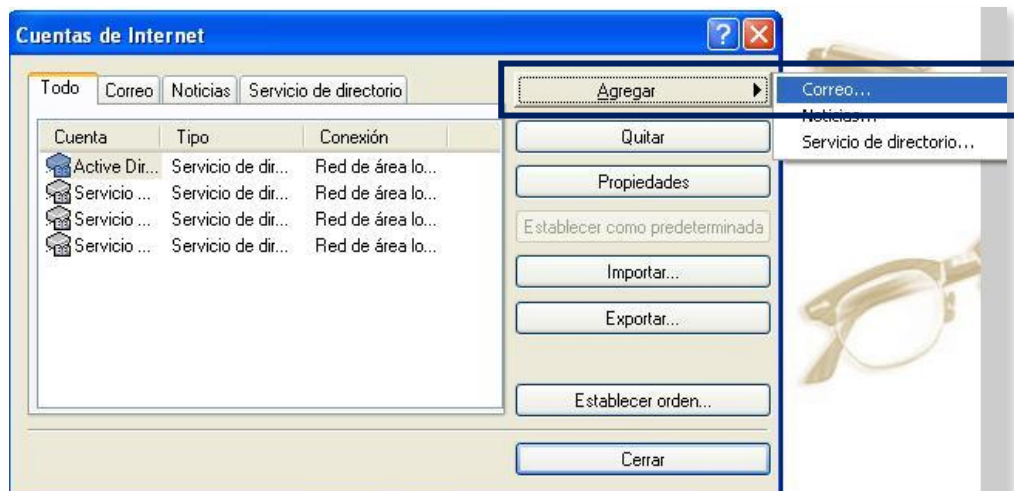 Cuentas de Internet
Todo Correo Noticias Servicio de directorio
Cuenta Tipo Conexión
Active Dir... Servicio de dir... Red de área lo...
Servicio ... Servicio de dir... Red de área lo...
Servicio ... Servicio de dir... Red de área lo...
Servicio ... Servicio de dir... Red de área lo...
Agregar
Quitar
Propiedades
Establecer como predeterminada
Importar...
Exportar...
Establecer orden...
Cerrar
Correo...
Noticias...
Servicio de directorio...